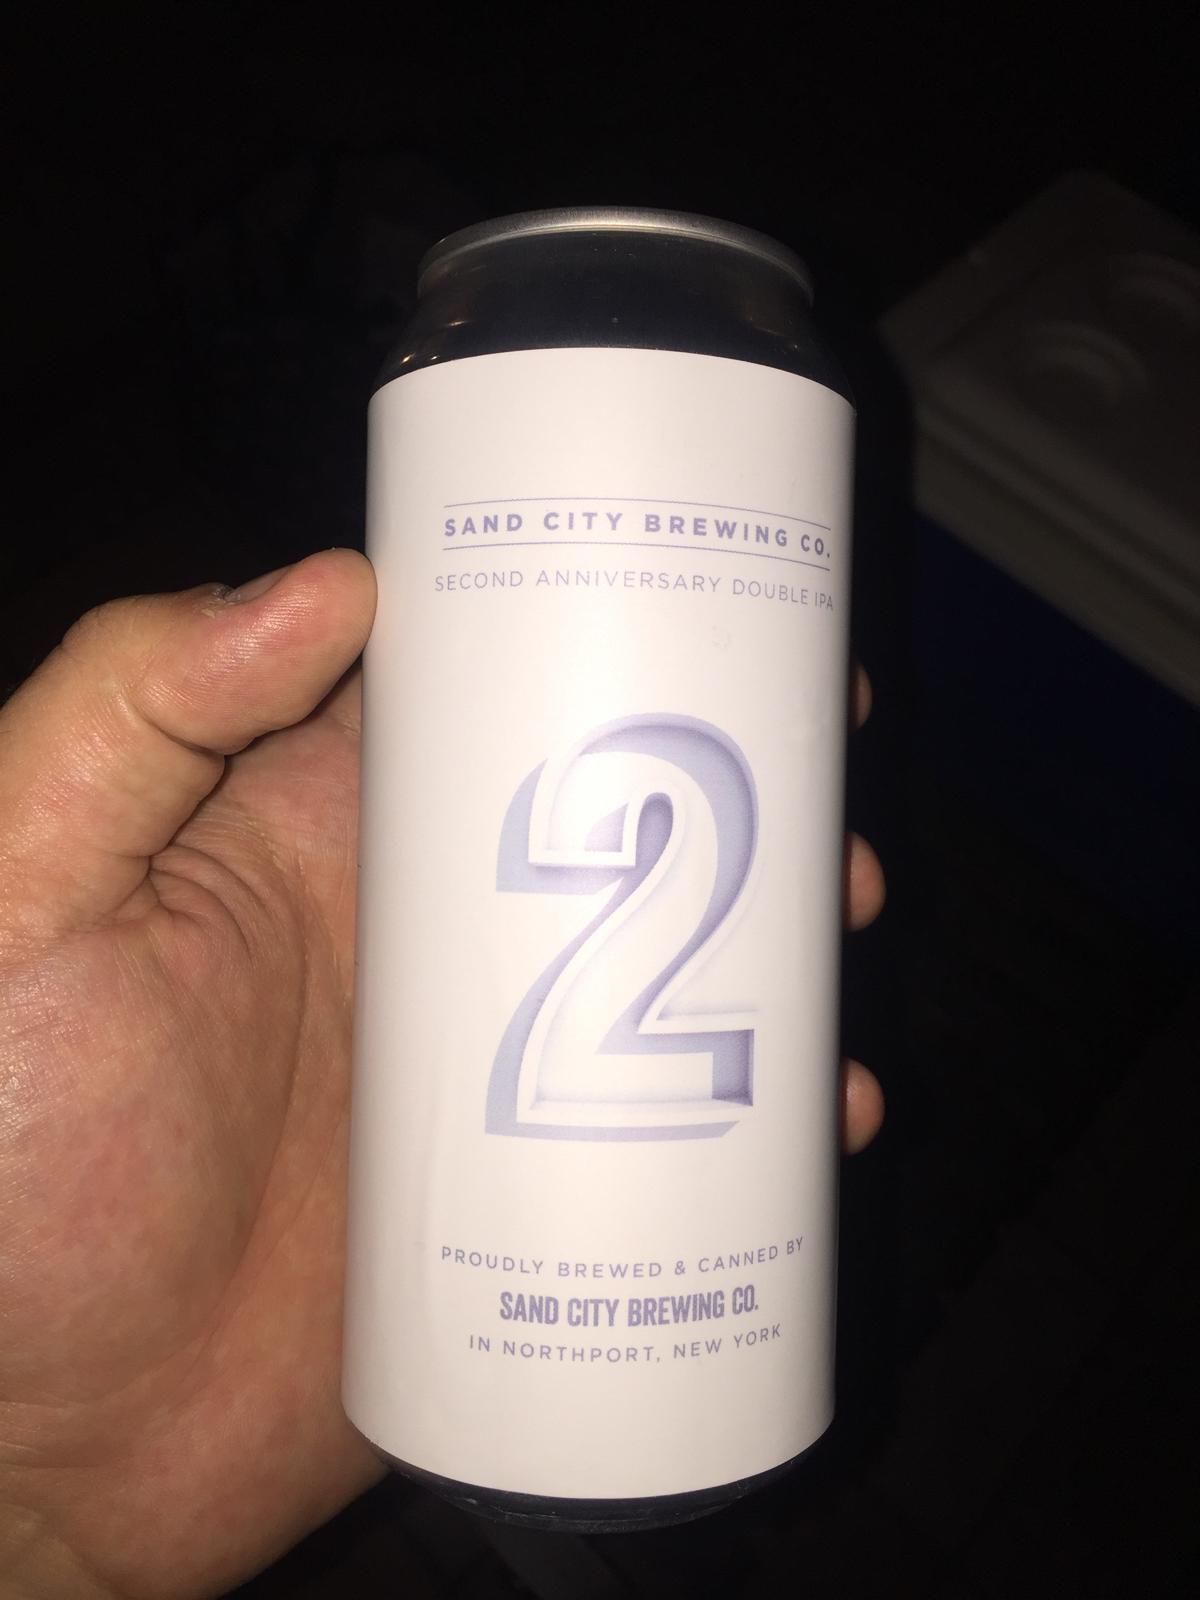 SAND CITY BREWING CO.
SECOND ANNIVERSARY DOUBLE IPA
2
PROUDLY BREWED & CANNED BY
SAND CITY BREWING CO.
IN NORTHPORT, NEW YORK